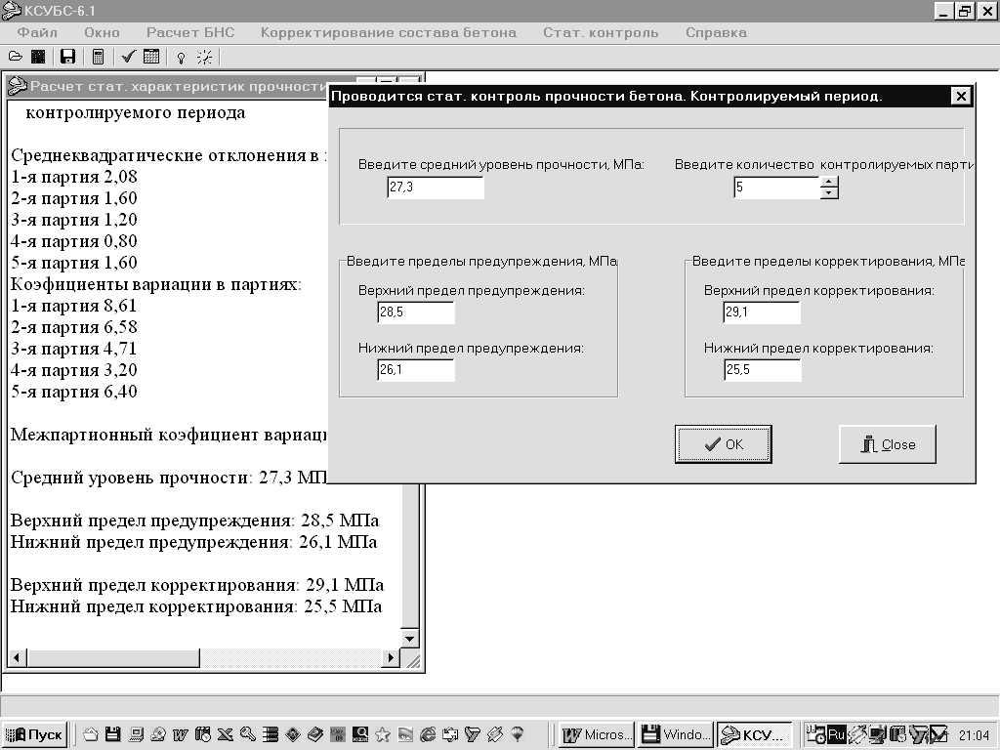 КСУБС-6.1
Файл Окно Расчет БНС Корректирование состава бетона Стат. контроль Справка
Расчет стат. характеристик прочности
контролируемого периода
Среднеквадратические отклонения в
1-я партия 2,08
2-я партия 1,60
3-я партия 1,20
4-я партия 0,80
5-я партия 1,60
Коэфициенты вариации в партиях:
1-я партия 8,61
2-я партия 6,58
3-я партия 4,71
4-я партия 3,20
5-я партия 6,40
Межпартионный коэфициент вариац
Средний уровень прочности: 27,3 МП
Верхний предел предупреждения: 28,5 МПа
Нижний предел предупреждения: 26,1 МПа
Верхний предел корректирования: 29,1 МПа
Нижний предел корректирования: 25,5 МПа
Проводится стат. контроль прочности бетона. Контролируемый период.
Введите средний уровень прочности, МПа:
27,3
Введите количество контролируемых парти
5
Введите пределы предупреждения, МПа
Верхний предел предупреждения:
28,5
Нижний предел предупреждения:
26,1
Введите пределы корректирования, МПа
Верхний предел корректирования:
29,1
Нижний предел корректирования:
25,5
OK
Close
Пуск Micros... Windo... КСУ... Ru 21:04